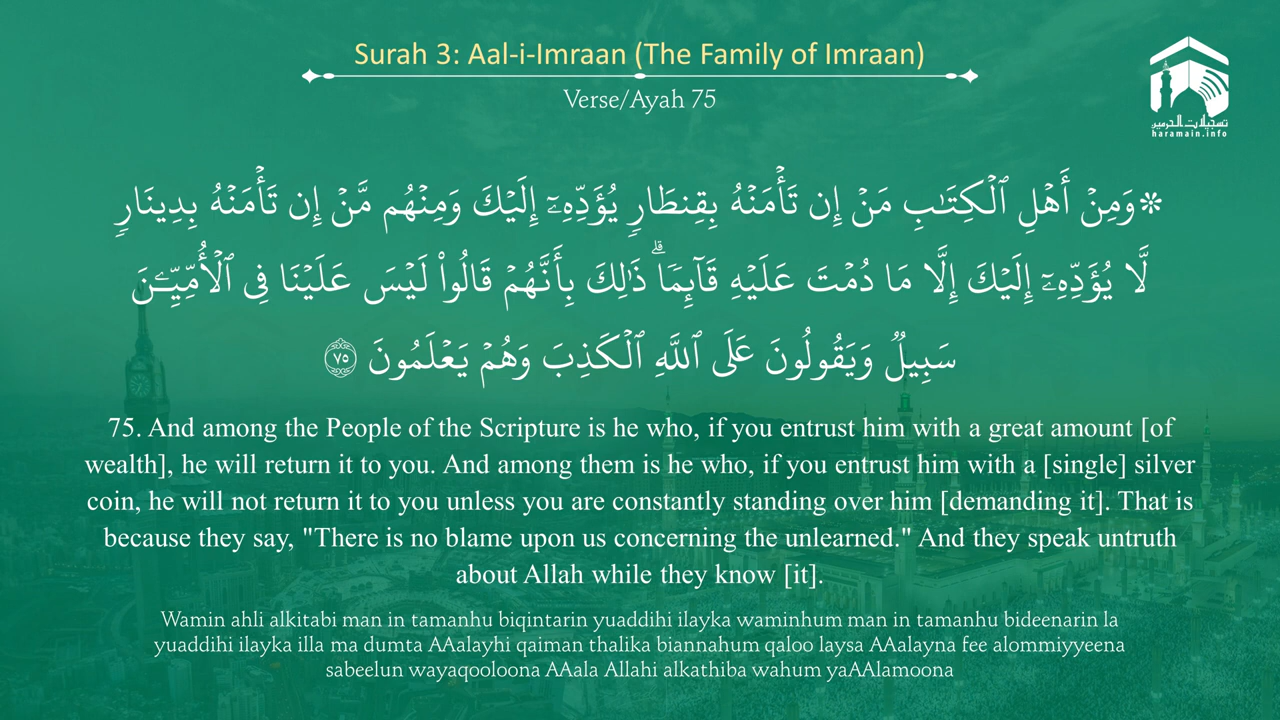 Surah 3: Aal-i-Imraan (The Family of Imraan)
Verse/Ayah 75
تسجيلات الحرمين
haramain.info
۞وَمِنۡ أَهۡلِ ٱلۡكِتَٰبِ مَنۡ إِن تَأۡمَنۡهُ بِقِنطَارٖ يُؤَدِّهِۦٓ إِلَيۡكَ وَمِنۡهُم مَّنۡ إِن تَأۡمَنۡهُ بِدِينَارٖ
لَّا يُؤَدِّهِۦٓ إِلَيۡكَ إِلَّا مَا دُمۡتَ عَلَيۡهِ قَآئِمٗاۗ ذَٰلِكَ بِأَنَّهُمۡ قَالُواْ لَيۡسَ عَلَيۡنَا فِي ٱلۡأُمِّيِّـۧنَ
سَبِيلٞ وَيَقُولُونَ عَلَى ٱللَّهِ ٱلۡكَذِبَ وَهُمۡ يَعۡلَمُونَ ٧٥
75. And among the People of the Scripture is he who, if you entrust him with a great amount [of
wealth], he will return it to you. And among them is he who, if you entrust him with a [single] silver
coin, he will not return it to you unless you are constantly standing over him [demanding it]. That is
because they say, "There is no blame upon us concerning the unlearned." And they speak untruth
about Allah while they know [it].
Wamin ahli alkitabi man in tamanhu biqintarin yuaddihi ilayka waminhum man in tamanhu bideenarin la
yuaddihi ilayka illa ma dumta AAalayhi qaiman thalika biannahum qaloo laysa AAalayna fee alommiyyeena
sabeelun wayaqooloona AAala Allahi alkathiba wahum yaAAlamoona